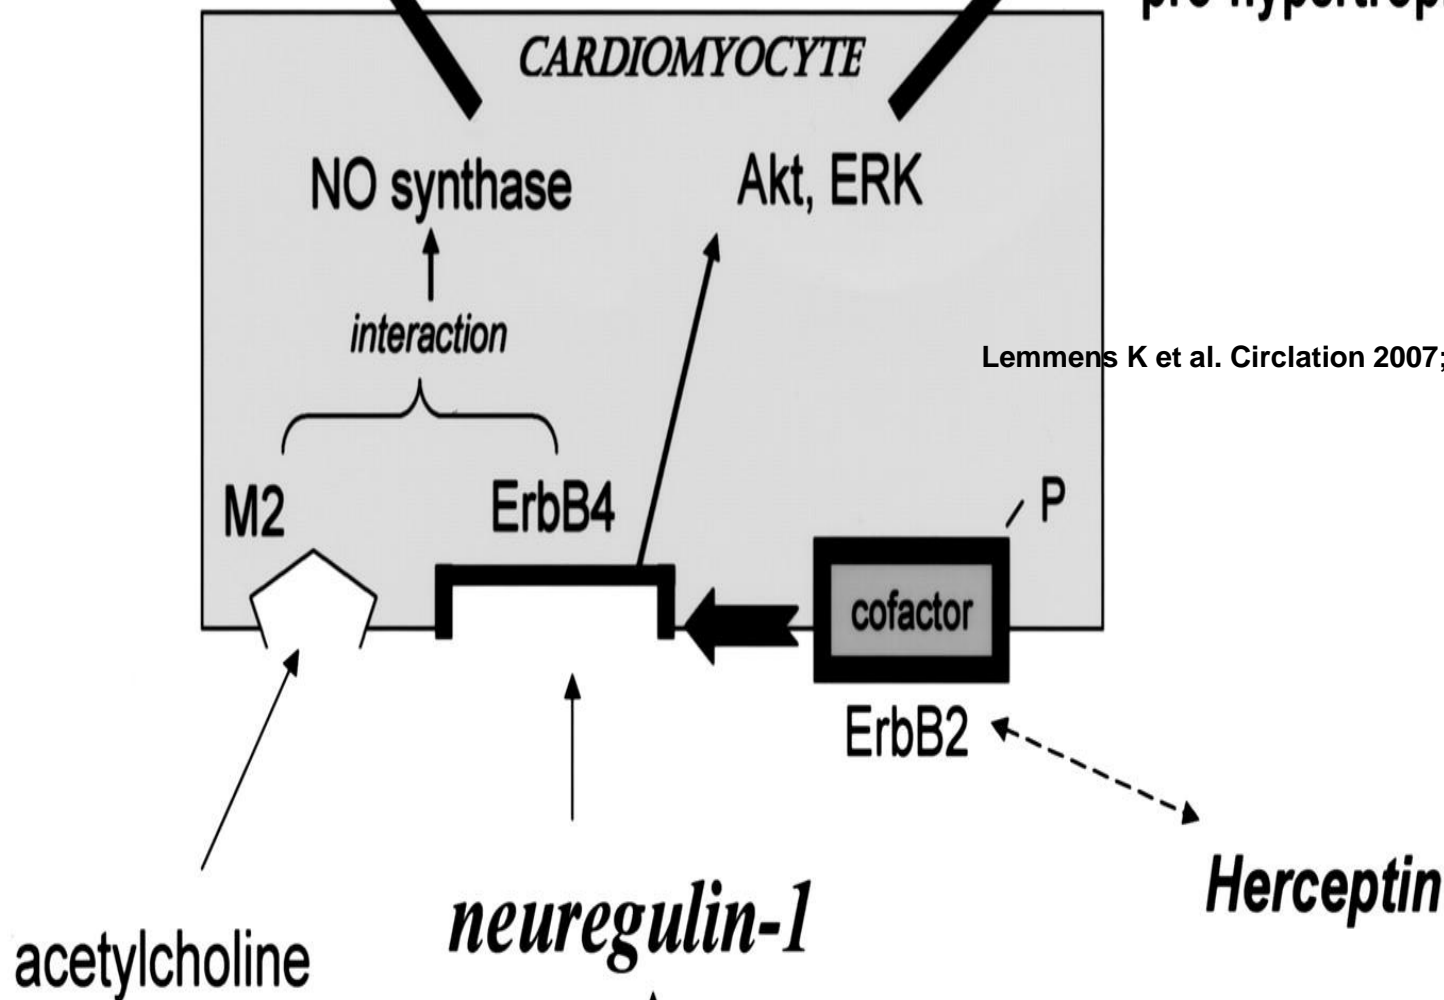 CARDIOMYOCYTE
NO synthase
Akt, ERK
interaction
Lemmens K et al. Circlation 2007;
M2
ErbB4
P
cofactor
ErbB2
Herceptin
neuregulin-1
acetylcholine